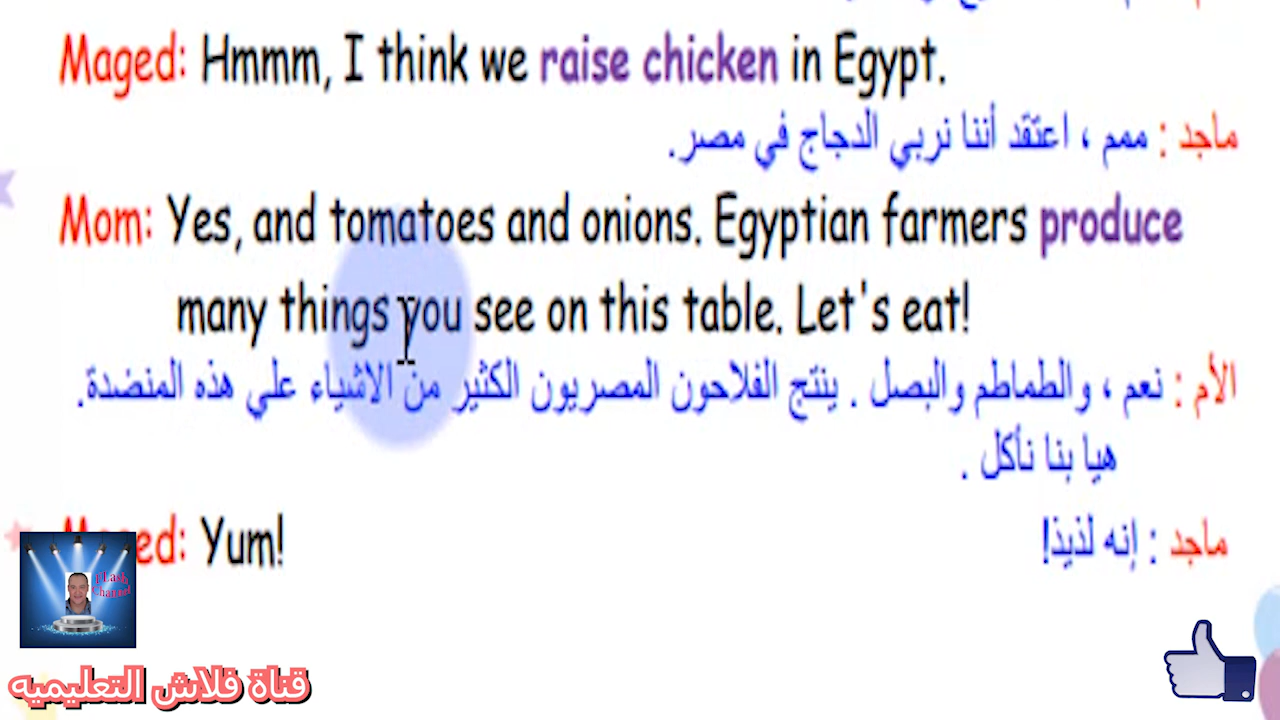 Maged: Hmmm, I think we raise chicken in Egypt.
ماجد : ممم ، اعتقد أننا نربي الدجاج في مصر.
Mom: Yes, and tomatoes and onions. Egyptian farmers produce
many things you see on this table. Let's eat!
الأم : نعم ، والطماطم والبصل . ينتج الفلاحون المصريون الكثير من الاشياء علي هذه المنضدة.
هيا بنا نأكل .
ed: Yum!
ماجد : إنه لذيذ!
Flash
Channel
قناة فلاش التعليميه